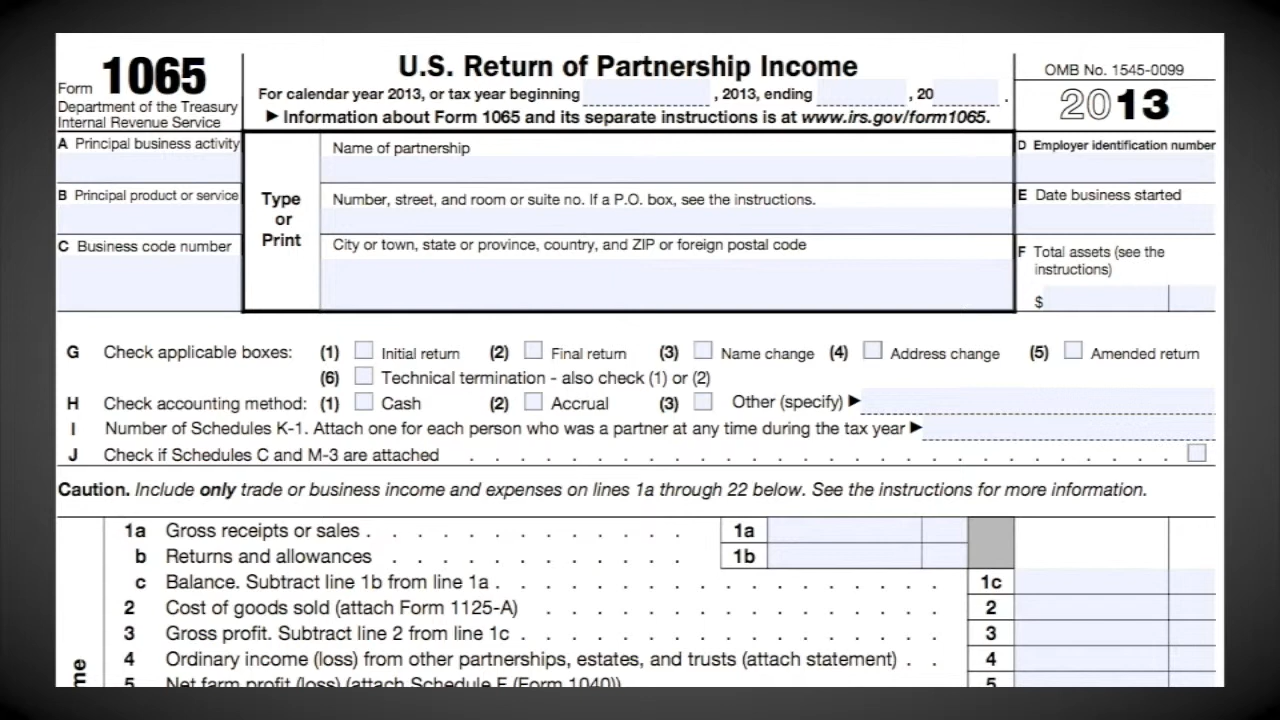 Form 1065
Department of the Treasury
Internal Revenue Service
U.S. Return of Partnership Income
For calendar year 2013, or tax year beginning , 2013, ending , 20 .
▶ Information about Form 1065 and its separate instructions is at www.irs.gov/form1065.
OMB No. 1545-0099
2013
A Principal business activity
B Principal product or service
C Business code number
Type
or
Print
Name of partnership
Number, street, and room or suite no. If a P.O. box, see the instructions.
City or town, state or province, country, and ZIP or foreign postal code
D Employer identification number
E Date business started
F Total assets (see the
instructions)
$
G Check applicable boxes: (1) Initial return (2) Final return (3) Name change (4) Address change (5) Amended return
(6) Technical termination - also check (1) or (2)
H Check accounting method: (1) Cash (2) Accrual (3) Other (specify) ▶
I Number of Schedules K-1. Attach one for each person who was a partner at any time during the tax year ▶
J Check if Schedules C and M-3 are attached . . . . . . . . . . . . . . . . . . . . . . . . .
Caution. Include only trade or business income and expenses on lines 1a through 22 below. See the instructions for more information.
1a Gross receipts or sales . . . . . . . . . . . . . 1a
b Returns and allowances . . . . . . . . . . . . 1b
c Balance. Subtract line 1b from line 1a . . . . . . . . . . . . . . . . . . 1c
2 Cost of goods sold (attach Form 1125-A) . . . . . . . . . . . . . . . . 2
3 Gross profit. Subtract line 2 from line 1c . . . . . . . . . . . . . . . . . 3
4 Ordinary income (loss) from other partnerships, estates, and trusts (attach statement) . . 4
5 Net farm profit (loss) (attach Schedule F (Form 1040)) 5
me